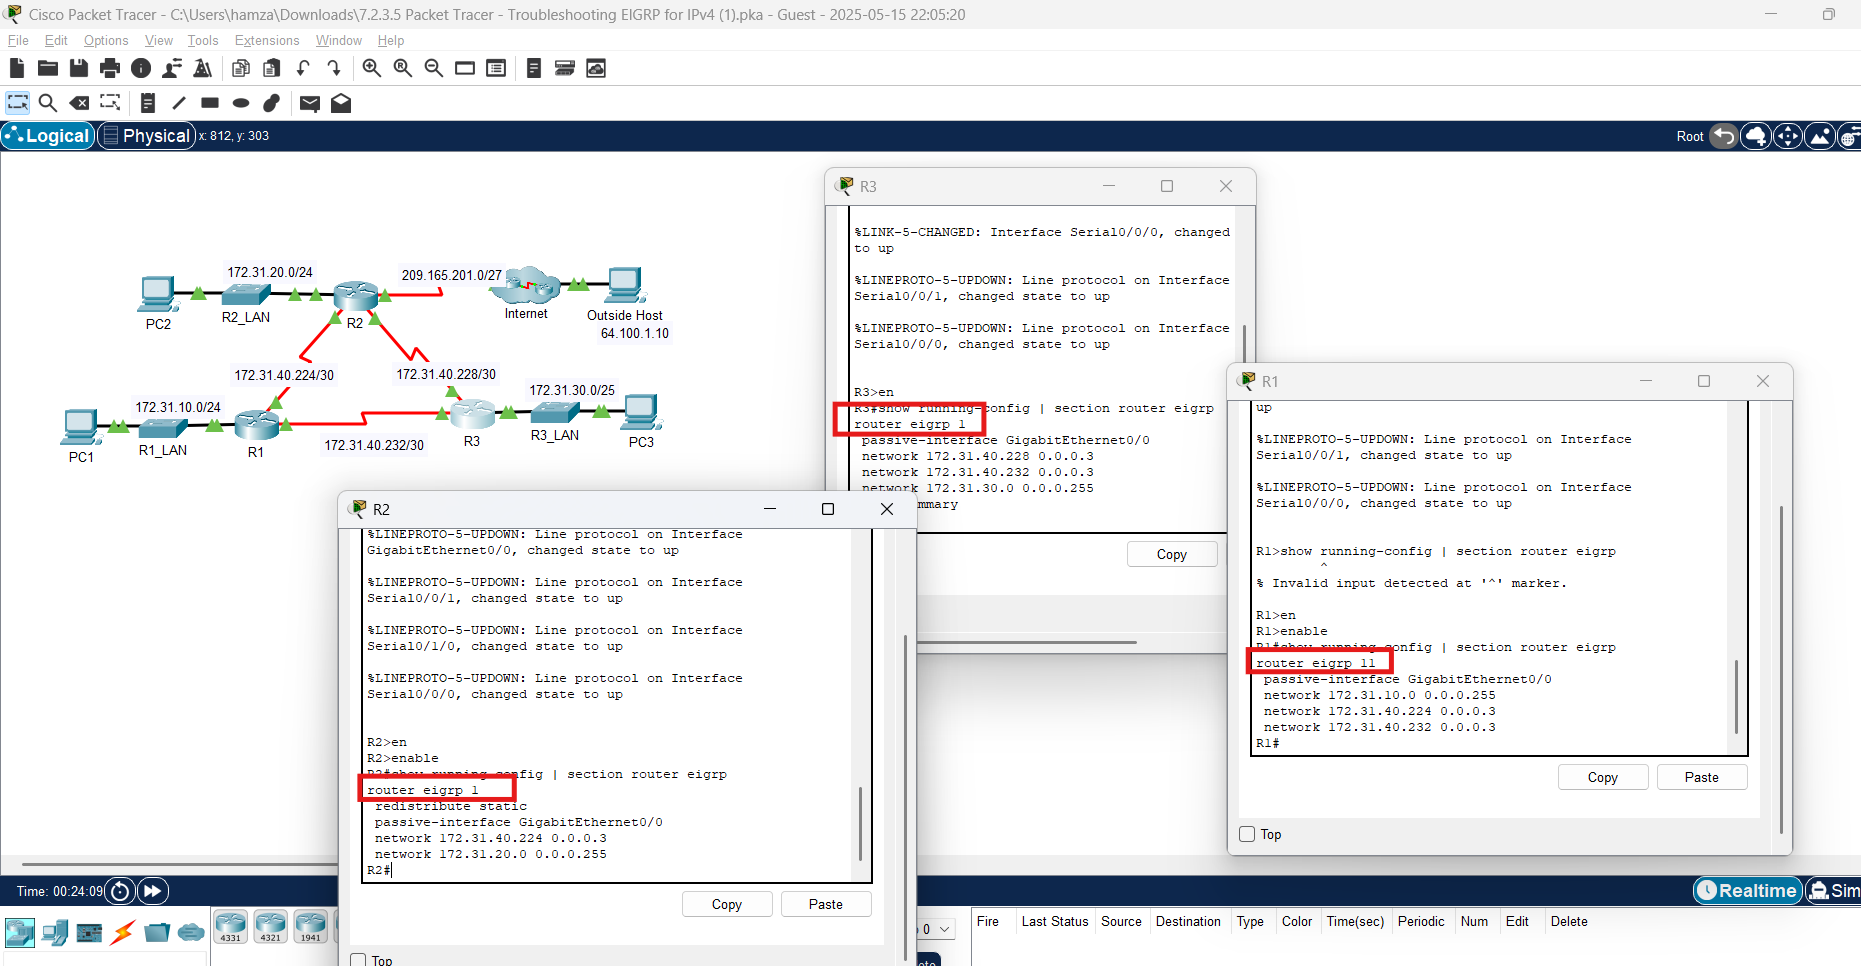 Cisco Packet Tracer - C:\Users\hamza\Downloads\7.2.3.5 Packet Tracer - Troubleshooting EIGRP for IPv4 (1).pka - Guest - 2025-05-15 22:05:20
File Edit Options View Tools Extensions Window Help
Logical Physical x: 812, y: 303
Root
172.31.20.0/24
209.165.201.0/27
PC2
R2_LAN
R2
Internet
Outside Host
64.100.1.10
172.31.40.224/30
172.31.40.228/30
172.31.10.0/24
172.31.30.0/25
PC1
R1_LAN
R1
172.31.40.232/30
R3
R3_LAN
PC3
R3
%LINK-5-CHANGED: Interface Serial0/0/0, changed
to up
%LINEPROTO-5-UPDOWN: Line protocol on Interface
Serial0/0/1, changed state to up
%LINEPROTO-5-UPDOWN: Line protocol on Interface
Serial0/0/0, changed state to up
R3>en
R3#show running-config | section router eigrp
router eigrp 1
passive-interface GigabitEthernet0/0
network 172.31.40.228 0.0.0.3
network 172.31.40.232 0.0.0.3
network 172.31.30.0 0.0.0.255
mmary
Copy
R1
up
%LINEPROTO-5-UPDOWN: Line protocol on Interface
Serial0/0/1, changed state to up
%LINEPROTO-5-UPDOWN: Line protocol on Interface
Serial0/0/0, changed state to up
R1>show running-config | section router eigrp
^
% Invalid input detected at '^' marker.
R1>en
R1>enable
R1#show running-config | section router eigrp
router eigrp 11
passive-interface GigabitEthernet0/0
network 172.31.10.0 0.0.0.255
network 172.31.40.224 0.0.0.3
network 172.31.40.232 0.0.0.3
R1#
Copy Paste
Top
R2
%LINEPROTO-5-UPDOWN: Line protocol on Interface
GigabitEthernet0/0, changed state to up
%LINEPROTO-5-UPDOWN: Line protocol on Interface
Serial0/0/1, changed state to up
%LINEPROTO-5-UPDOWN: Line protocol on Interface
Serial0/1/0, changed state to up
%LINEPROTO-5-UPDOWN: Line protocol on Interface
Serial0/0/0, changed state to up
R2>en
R2>enable
R2#show running-config | section router eigrp
router eigrp 1
redistribute static
passive-interface GigabitEthernet0/0
network 172.31.40.224 0.0.0.3
network 172.31.20.0 0.0.0.255
R2#
Copy Paste
Top
Time: 00:24:09
Realtime Sim
4331 4321 1941
0
Fire Last Status Source Destination Type Color Time(sec) Periodic Num Edit Delete